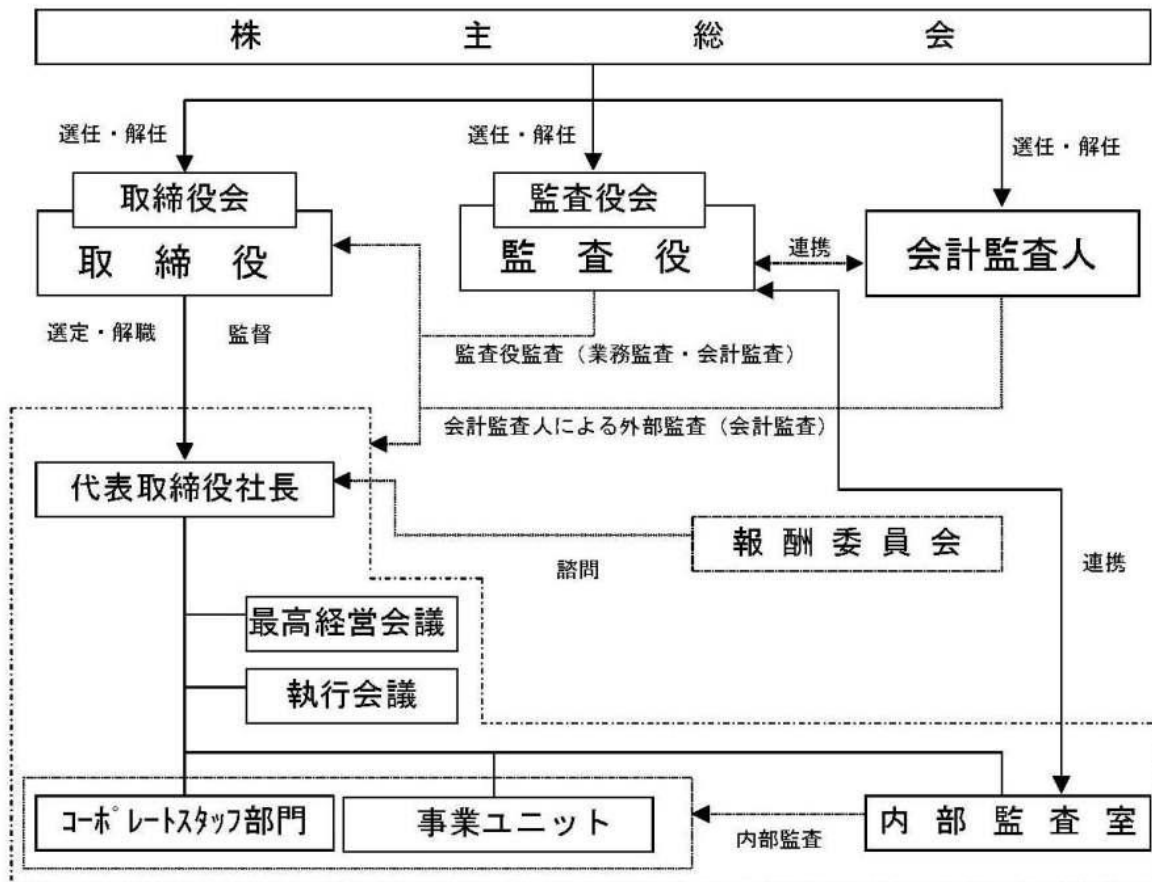 株主総会
選任・解任
選任・解任
選任・解任
取締役会
取締役
監査役会
監査役
連携
会計監査人
選定・解職
監督
監査役監査（業務監査・会計監査）
会計監査人による外部監査（会計監査）
代表取締役社長
報酬委員会
諮問
連携
最高経営会議
執行会議
コーポレートスタッフ部門
事業ユニット
内部監査
内部監査室